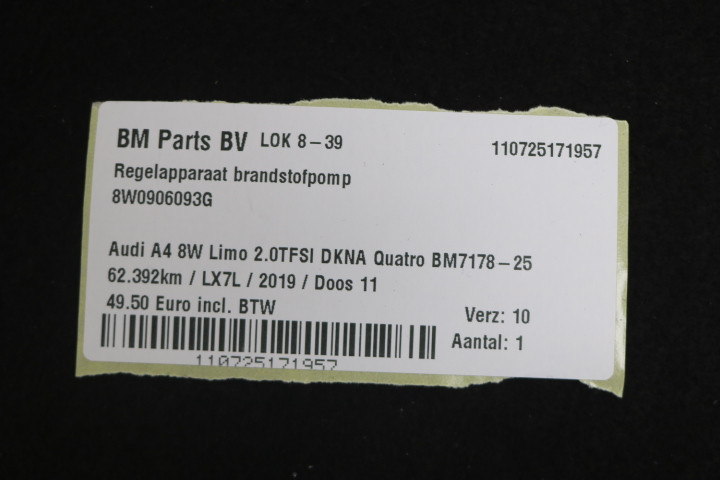 BM Parts BV LOK 8-39 110725171957
Regelapparaat brandstofpomp
8W0906093G
Audi A4 8W Limo 2.0TFSI DKNA Quatro BM7178-25
62.392km / LX7L / 2019 / Doos 11
49.50 Euro incl. BTW Verz: 10
Aantal: 1
110725171957